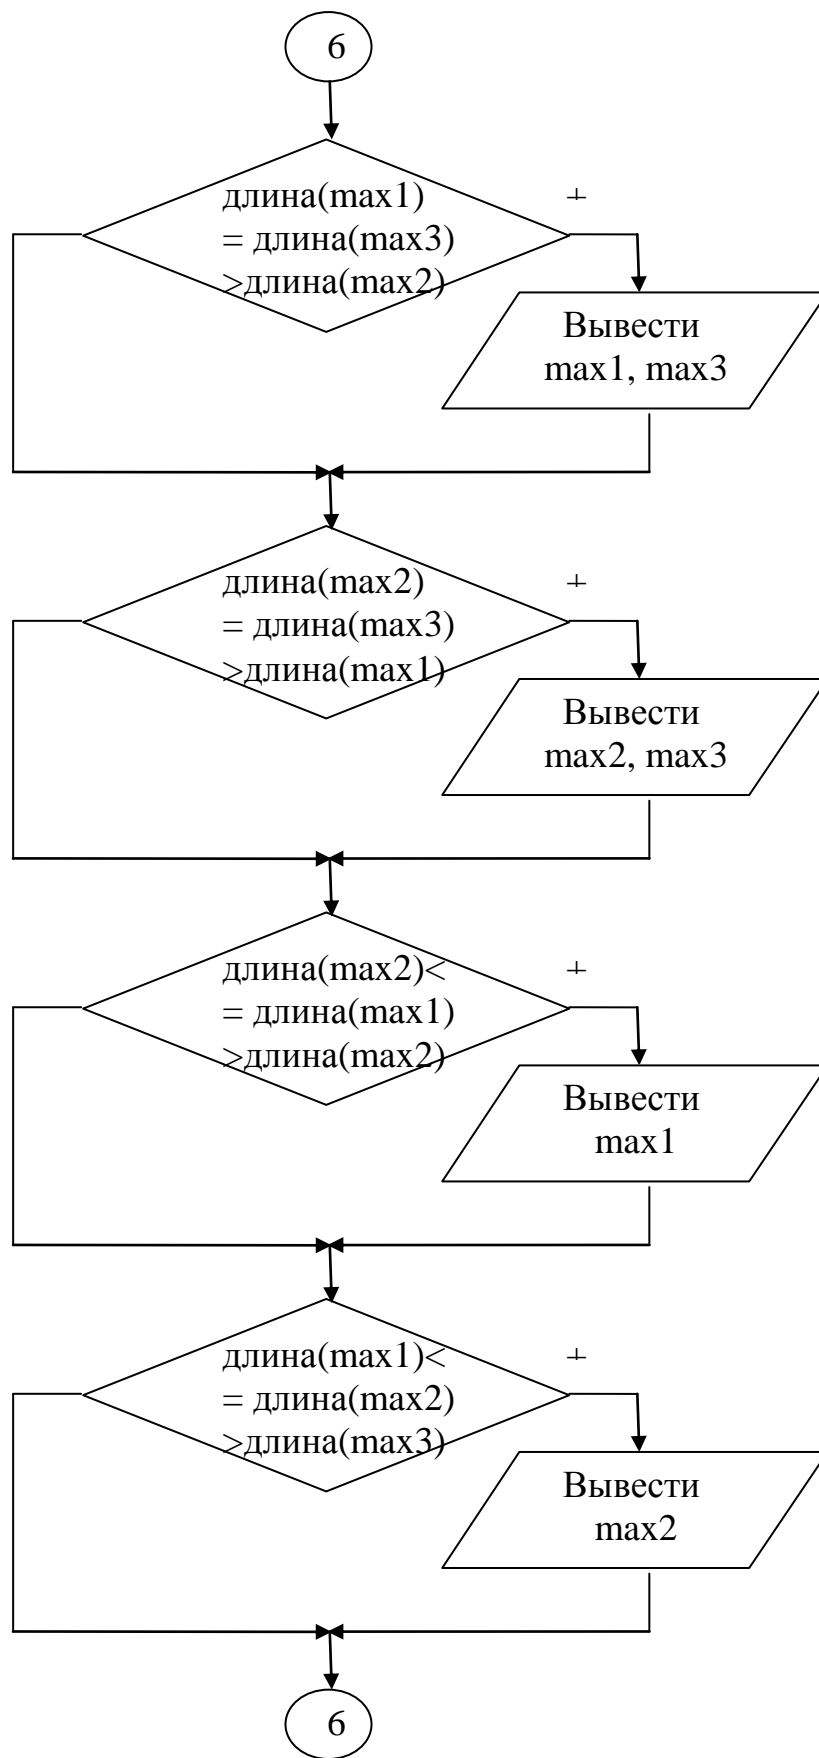 6
длина(max1)
= длина(max3)
>длина(max2)
+
Вывести
max1, max3
длина(max2)
= длина(max3)
>длина(max1)
+
Вывести
max2, max3
длина(max2)<
= длина(max1)
>длина(max2)
+
Вывести
max1
длина(max1)<
= длина(max2)
>длина(max3)
+
Вывести
max2
6